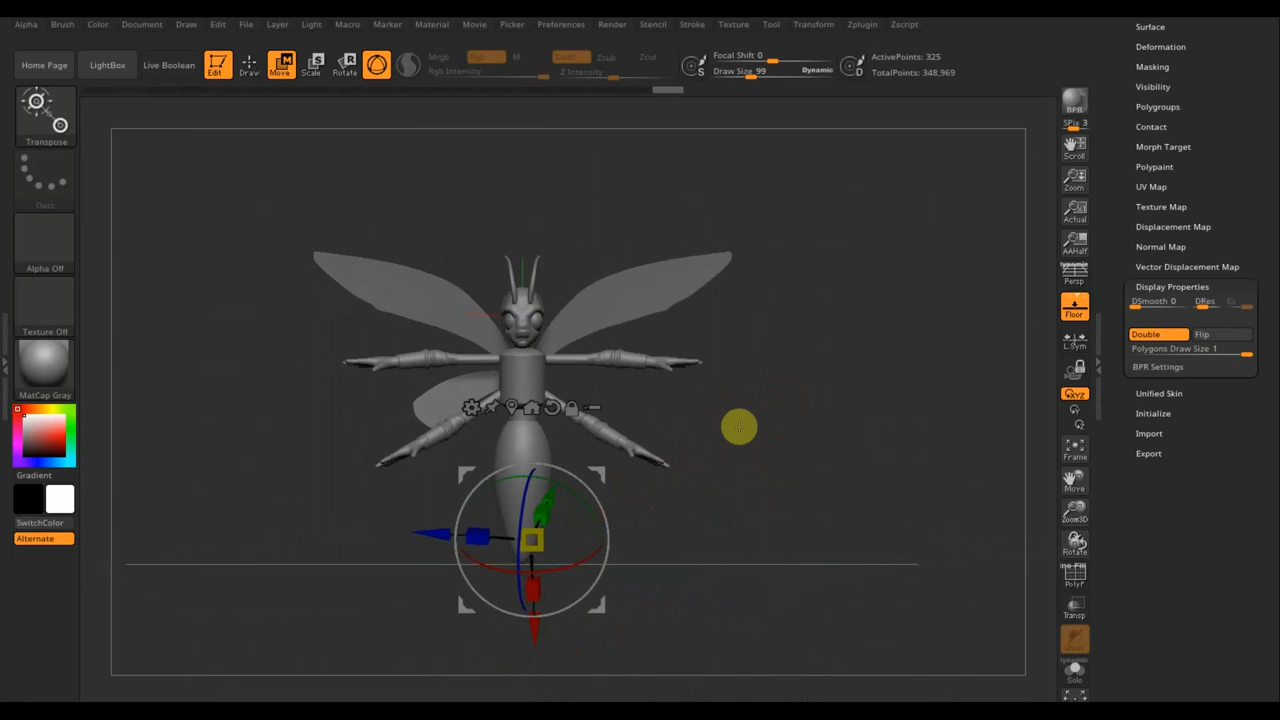 Alpha Brush Color Document Draw Edit File Layer Light Macro Marker Material Movie Picker Preferences Render Stencil Stroke Texture Tool Transform Zplugin Zscript
Home Page
LightBox
Live Boolean
Edit
Draw
Move
Scale
Rotate
Mrgb
M
Rgb Intensity
Zsub
Zcut
Z Intensity
S
Focal Shift 0
Draw Size 99
Dynamic
D
ActivePoints: 325
TotalPoints: 348,969
Transpose
Dots
Alpha Off
Texture Off
MatCap Gray
Gradient
SwitchColor
Alternate
BPR
SPix 3
Scroll
Zoom
Actual
AAHalf
Dynamic
Persp
Floor
L.Sym
XYZ
Frame
Move
Zoom3D
Rotate
PolyF
Transp
Solo
Surface
Deformation
Masking
Visibility
Polygroups
Contact
Morph Target
Polypaint
UV Map
Texture Map
Displacement Map
Normal Map
Vector Displacement Map
Display Properties
DSmooth 0
DRes
Es
Double
Flip
Polygons Draw Size 1
BPR Settings
Unified Skin
Initialize
Import
Export